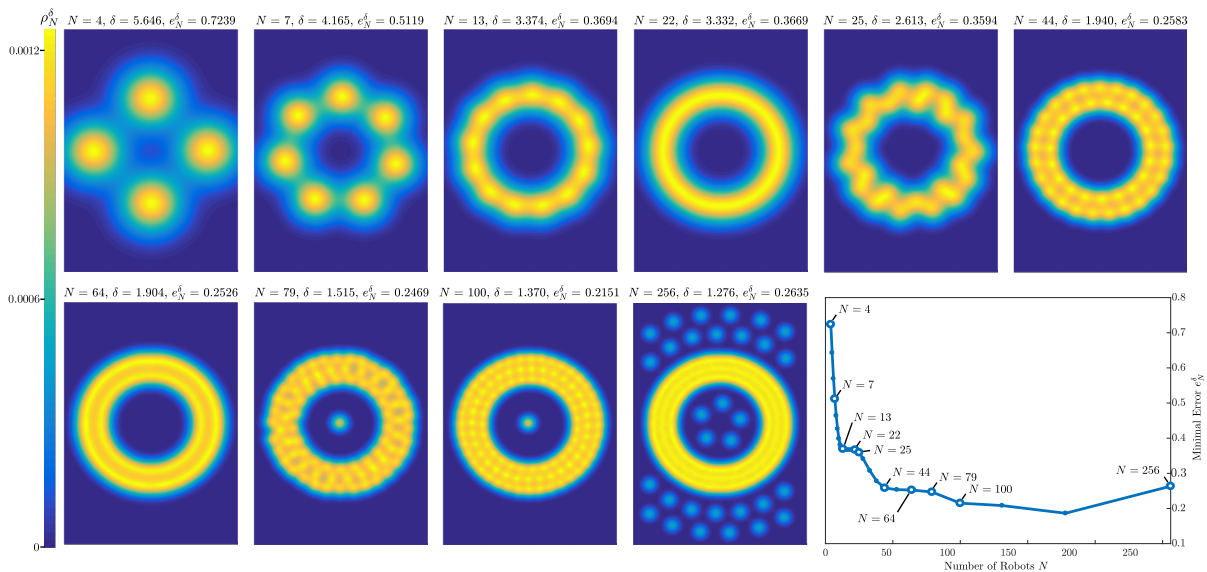 ρ_N^δ
0.0012
0.0006
0
N = 4, δ = 5.646, e_N^δ = 0.7239
N = 7, δ = 4.165, e_N^δ = 0.5119
N = 13, δ = 3.374, e_N^δ = 0.3694
N = 22, δ = 3.332, e_N^δ = 0.3669
N = 25, δ = 2.613, e_N^δ = 0.3594
N = 44, δ = 1.940, e_N^δ = 0.2583
N = 64, δ = 1.904, e_N^δ = 0.2526
N = 79, δ = 1.515, e_N^δ = 0.2469
N = 100, δ = 1.370, e_N^δ = 0.2151
N = 256, δ = 1.276, e_N^δ = 0.2635
N = 4
N = 7
N = 13
N = 22
N = 25
N = 44
N = 64
N = 79
N = 100
N = 256
0.8
0.7
0.6
0.5
0.4
0.3
0.2
0.1
Minimal Error e_N^δ
0 50 100 150 200 250
Number of Robots N